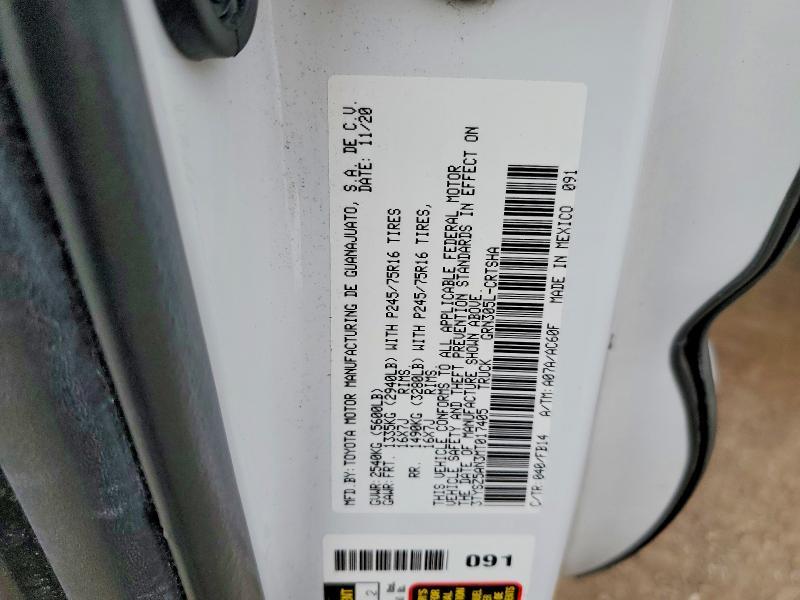 MFD.BY:TOYOTA MOTOR MANUFACTURING DE GUANAJUATO, S.A. DE C.V.
DATE: 11/20
GVWR: 2540KG (5600LB)
GAWR: FRT. 1335KG (2940LB) WITH P245/75R16 TIRES
16X7J RIMS
RR. 1490KG (3280LB) WITH P245/75R16 TIRES,
16X7J RIMS,
THIS VEHICLE CONFORMS TO ALL APPLICABLE FEDERAL MOTOR
VEHICLE SAFETY AND THEFT PREVENTION STANDARDS IN EFFECT ON
THE DATE OF MANUFACTURE SHOWN ABOVE.
3TYSZ5AN3MT017405 TRUCK GRN305L-CRTSHA
C/TR: 040/FB14 A/TM: A07A/AC60F MADE IN MEXICO 091
091